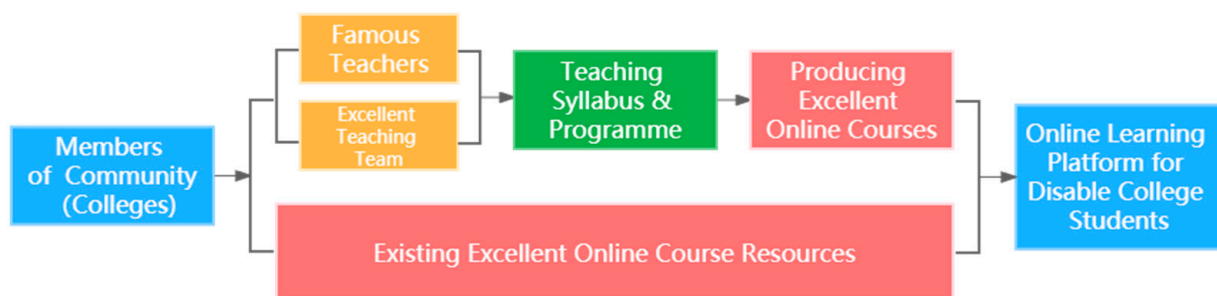 Members
of Community
(Colleges)
Famous
Teachers
Excellent
Teaching
Team
Teaching
Syllabus &
Programme
Producing
Excellent
Online Courses
Existing Excellent Online Course Resources
Online Learning
Platform for
Disable College
Students